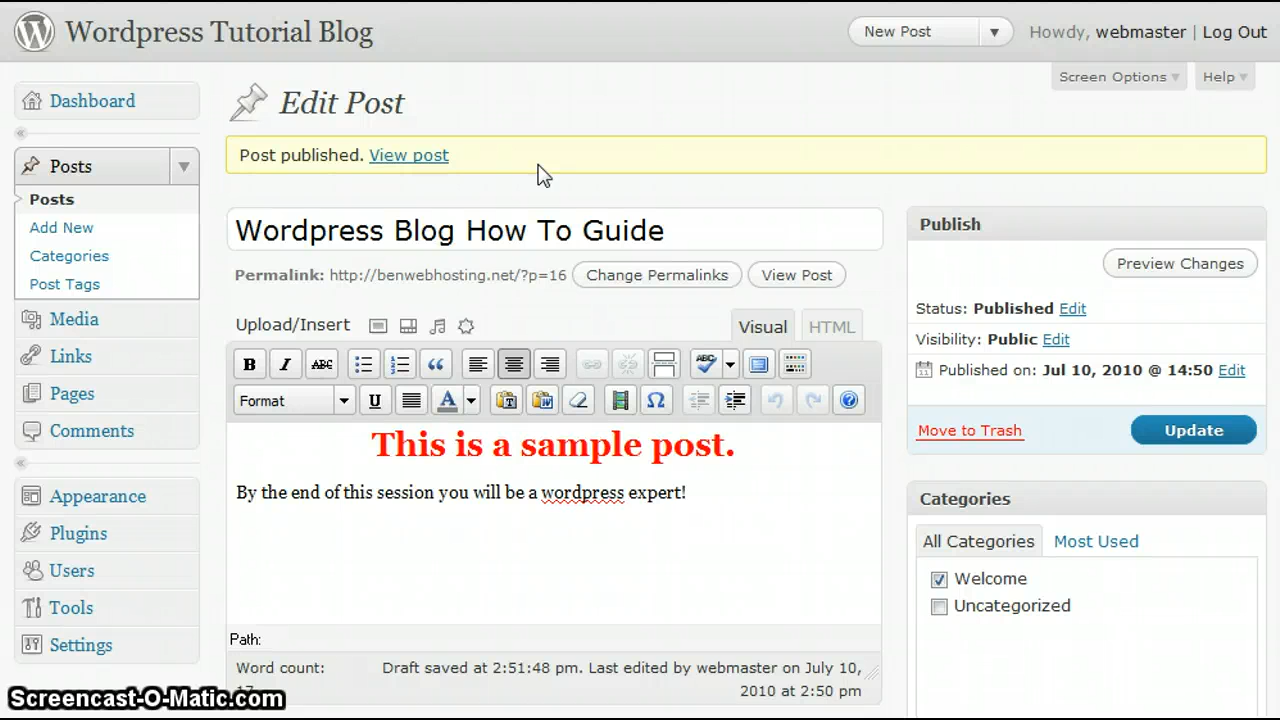 Wordpress Tutorial Blog
New Post
Howdy, webmaster | Log Out
Screen Options
Help
Dashboard
Posts
Posts
Add New
Categories
Post Tags
Media
Links
Pages
Comments
Appearance
Plugins
Users
Tools
Settings
Edit Post
Post published. View post
Wordpress Blog How To Guide
Permalink: http://benwebhosting.net/?p=16 Change Permalinks View Post
Upload/Insert
Visual
HTML
B I ABC ABC
Format U A T W Ω ?
This is a sample post.
By the end of this session you will be a wordpress expert!
Path:
Word count:
17
Draft saved at 2:51:48 pm. Last edited by webmaster on July 10,
2010 at 2:50 pm
Publish
Preview Changes
Status: Published Edit
Visibility: Public Edit
Published on: Jul 10, 2010 @ 14:50 Edit
Move to Trash
Update
Categories
All Categories
Most Used
Welcome
Uncategorized
Screencast-O-Matic.com